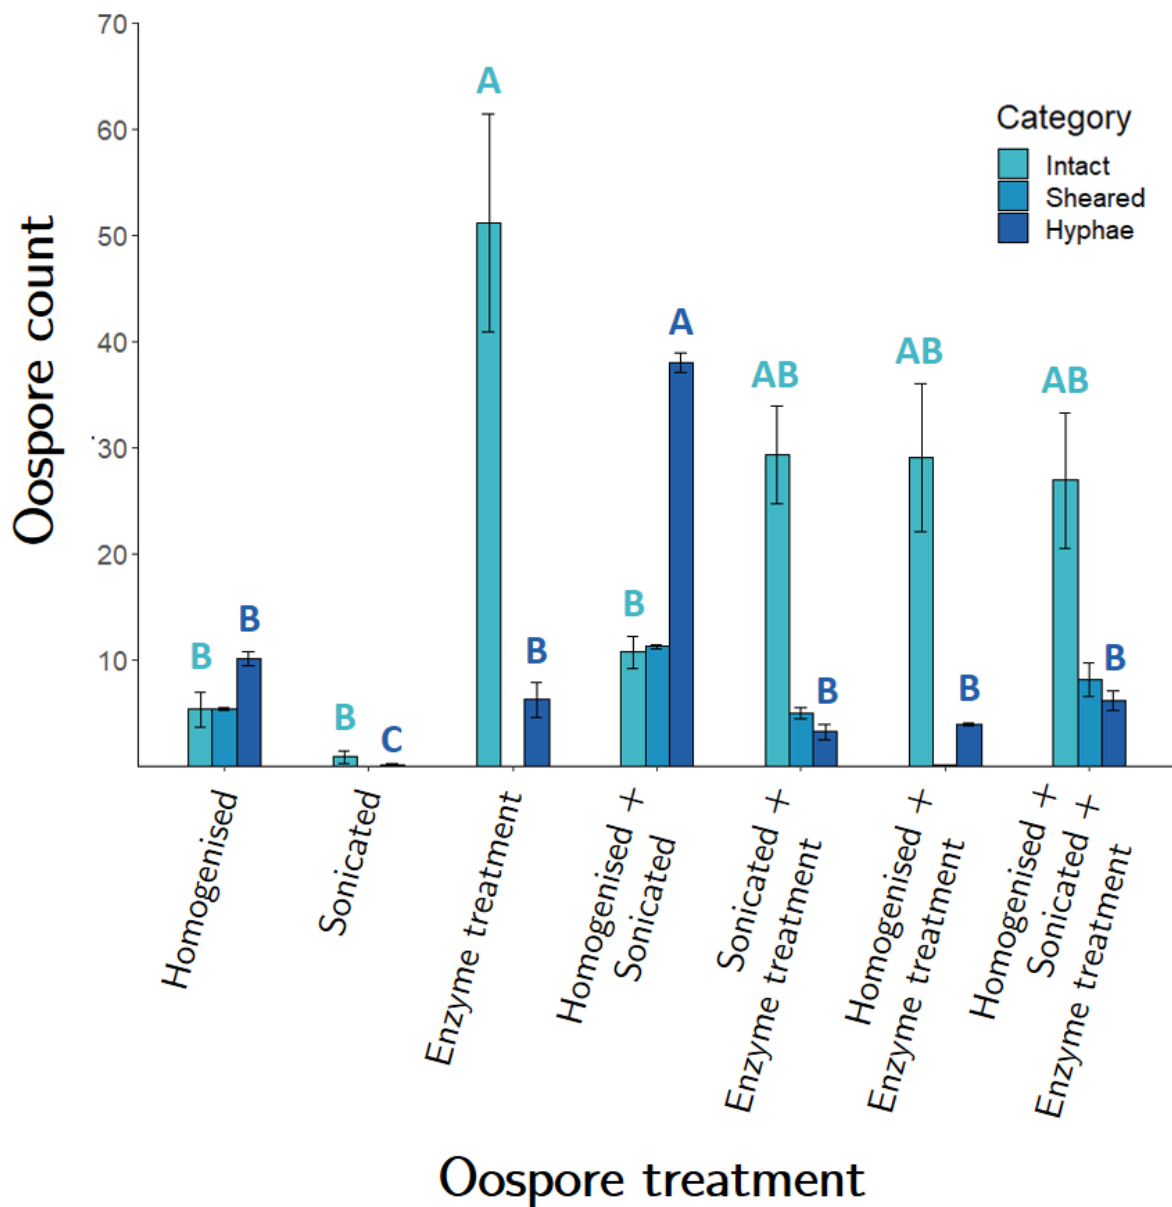 70
60
50
40
30
20
10
Oospore count
Category
Intact
Sheared
Hyphae
B
B
B
C
A
B
B
A
AB
B
AB
B
AB
B
Homogenised
Sonicated
Enzyme treatment
Homogenised +
Sonicated
Sonicated +
Enzyme treatment
Homogenised +
Enzyme treatment
Homogenised +
Sonicated +
Enzyme treatment
Oospore treatment